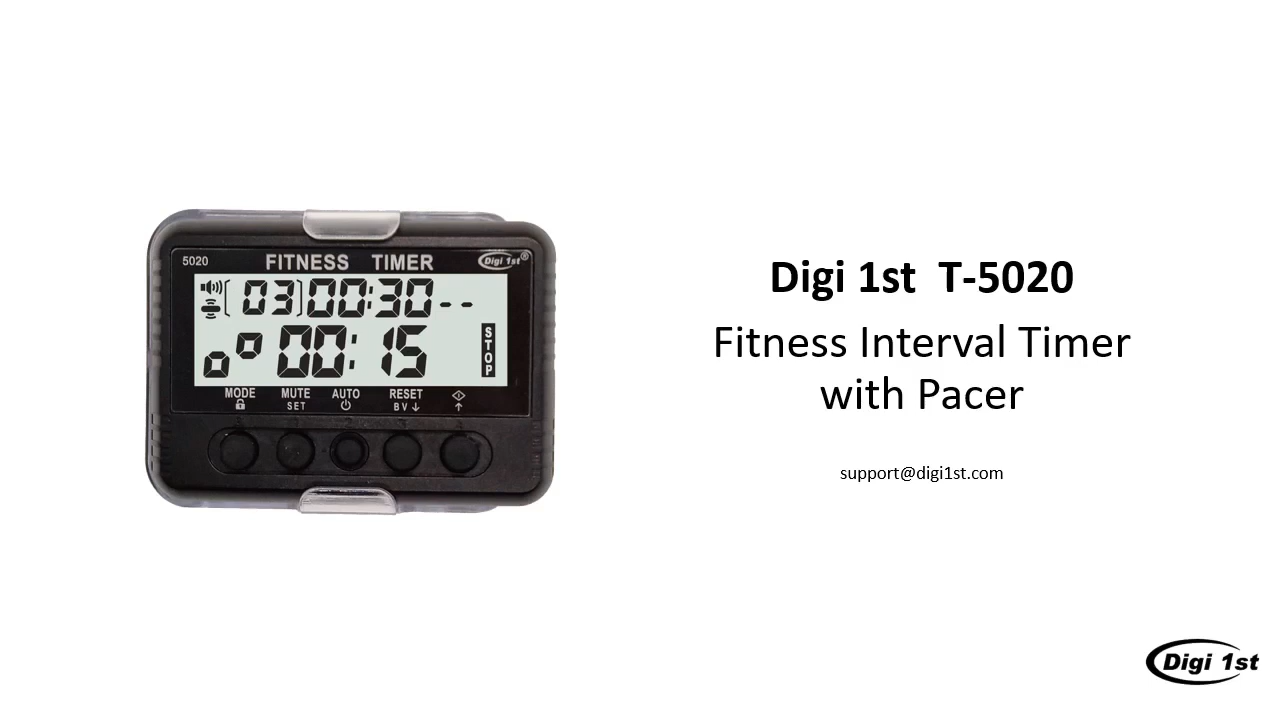 5020 FITNESS TIMER Digi 1st®
[03]00:30--
00:15
STOP
MODE MUTE AUTO RESET
SET BV↓ ↑
Digi 1st T-5020
Fitness Interval Timer
with Pacer
support@digi1st.com
Digi 1st